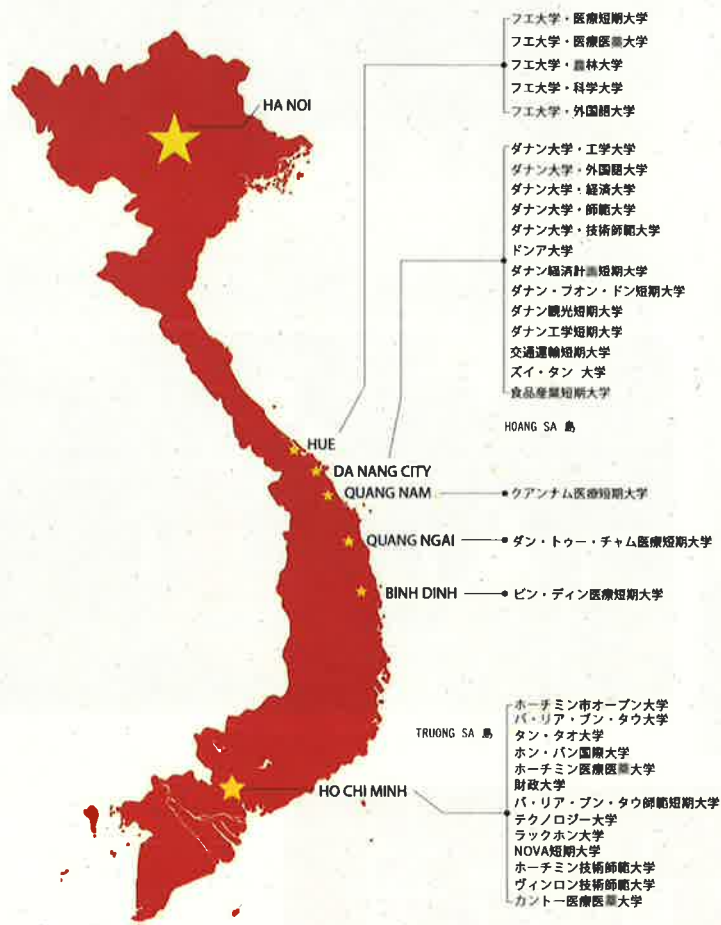 HA NOI
フエ大学・医療短期大学
フエ大学・医療医薬大学
フエ大学・農林大学
フエ大学・科学大学
フエ大学・外国語大学
ダナン大学・工学大学
ダナン大学・外国語大学
ダナン大学・経済大学
ダナン大学・師範大学
ダナン大学・技術師範大学
ドンア大学
ダナン経済計画短期大学
ダナン・プオン・ドン短期大学
ダナン観光短期大学
ダナン工学短期大学
交通運輸短期大学
ズイ・タン 大学
食品産業短期大学
HOANG SA 島
HUE
DA NANG CITY
QUANG NAM
クアンナム医療短期大学
QUANG NGAI
ダン・トゥー・チャム医療短期大学
BINH DINH
ビン・ディン医療短期大学
TRUONG SA 島
HO CHI MINH
ホーチミン市オープン大学
バ・リア・ブン・タウ大学
タン・タオ大学
ホン・バン国際大学
ホーチミン医療医薬大学
財政大学
バ・リア・ブン・タウ師範短期大学
テクノロジー大学
ラックホン大学
NOVA短期大学
ホーチミン技術師範大学
ヴィンロン技術師範大学
カントー医療医薬大学